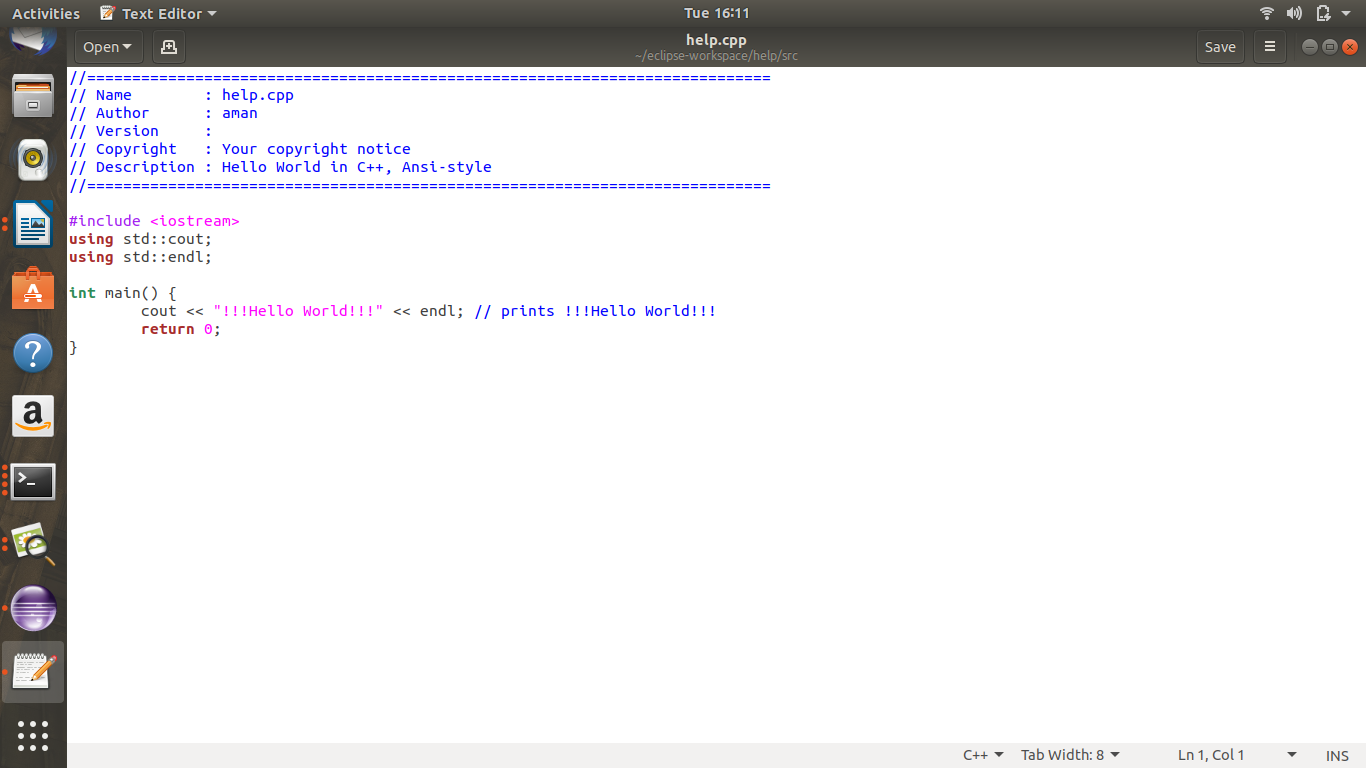 Activities Text Editor Tue 16:11
Open help.cpp Save
~/eclipse-workspace/help/src
//============================================================================
// Name        : help.cpp
// Author      : aman
// Version     :
// Copyright   : Your copyright notice
// Description : Hello World in C++, Ansi-style
//============================================================================
#include <iostream>
using std::cout;
using std::endl;
int main() {
        cout << "!!!Hello World!!!" << endl; // prints !!!Hello World!!!
        return 0;
}
C++ Tab Width: 8 Ln 1, Col 1 INS